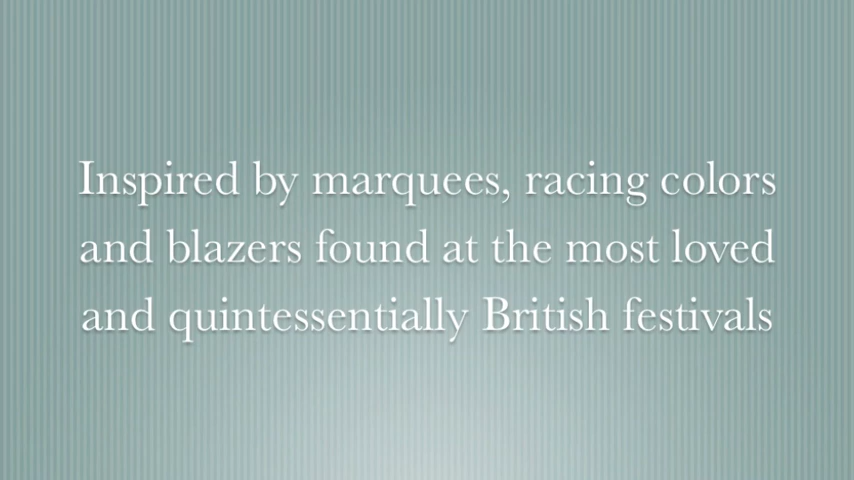 Inspired by marquees, racing colors
and blazers found at the most loved
and quintessentially British festivals